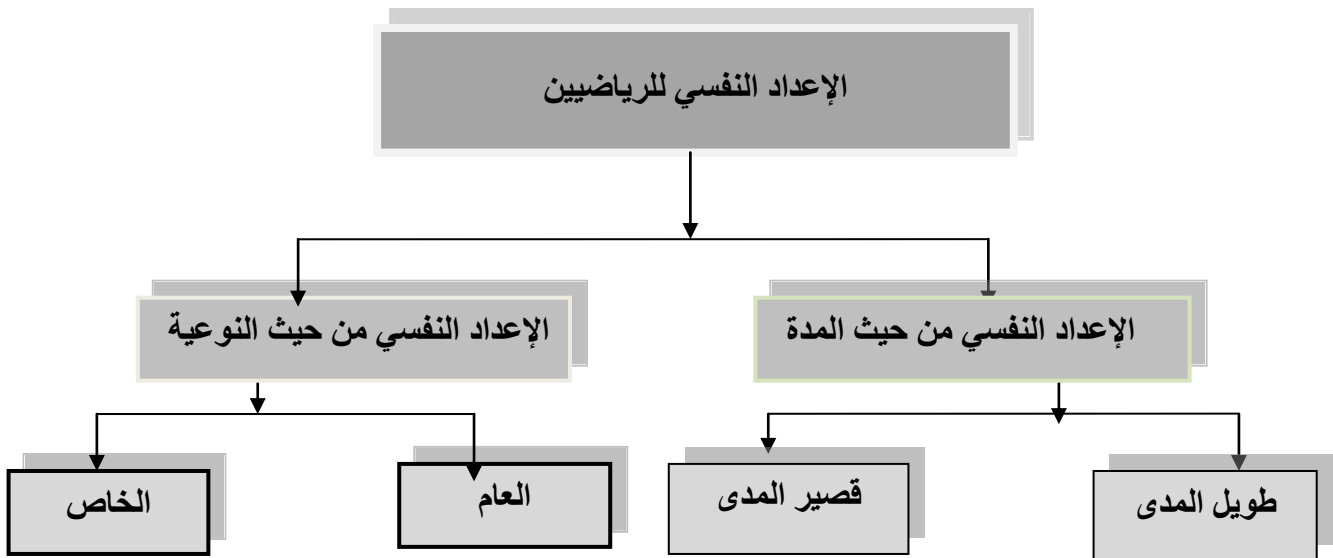 الإعداد النفسي للرياضيين
الإعداد النفسي من حيث المدة
الإعداد النفسي من حيث النوعية
طويل المدى
قصير المدى
العام
الخاص